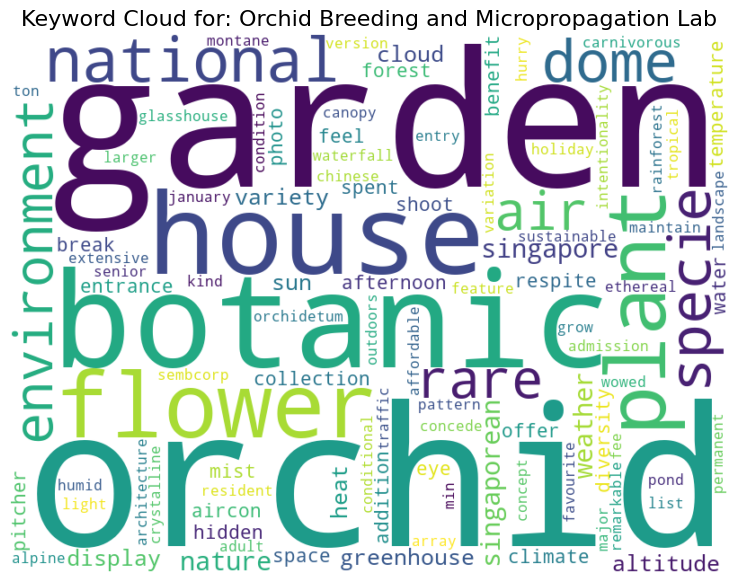 Keyword Cloud for: Orchid Breeding and Micropropagation Lab
montane
version
carnivorous
national
cloud
forest
hurry
benefit
dome
ton
garden
glasshouse
larger
condition
photo
canopy
feel
waterfall
chinese
entry
holiday
intentionality
rainforest
tropical
temperature
environment
january
variety
spent
shoot
variation
air
plant
specie
landscape
water
house
break
extensive
senior
entrance
kind
sun
afternoon
singapore
sustainable
feature
respite
maintain
ethereal
botanic
orchidetum
outdoors
grow
admission
flower
sembcorp
collection
affordable
rare
wowed
pattern
concede
offer
weather
diversity
singaporean
traffic
addition
conditional
favourite
remarkable
fee
permanent
orchid
pitcher
humid
light
architecture
crystalline
mist
resident
aircon
hidden
adult
heat
eye
min
array
concept
major
pond
list
alpine
display
nature
space
greenhouse
climate
altitude